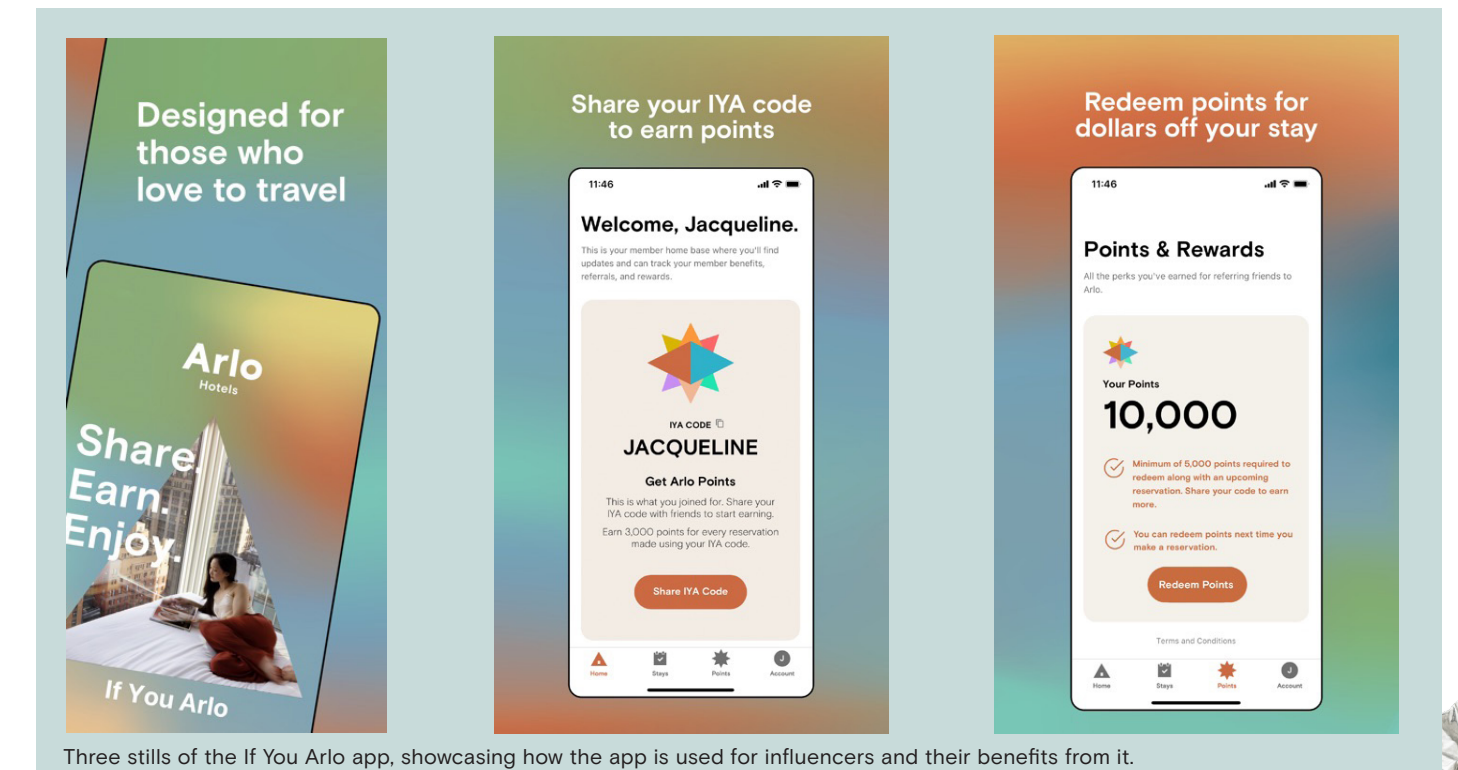 Designed for
those who
love to travel
Arlo
Hotels
Share.
Earn.
Enjoy.
If You Arlo
Share your IYA code
to earn points
11:46
Welcome, Jacqueline.
This is your member home base where you'll find
updates and can track your member benefits,
referrals, and rewards.
IYA CODE
JACQUELINE
Get Arlo Points
This is what you joined for. Share your
IYA code with friends to start earning.
Earn 3,000 points for every reservation
made using your IYA code.
Share IYA Code
Home
Stays
Points
J
Account
Redeem points for
dollars off your stay
11:46
Points & Rewards
All the perks you've earned for referring friends to
Arlo.
Your Points
10,000
Minimum of 5,000 points required to
redeem along with an upcoming
reservation. Share your code to earn
more.
You can redeem points next time you
make a reservation.
Redeem Points
Terms and Conditions
Home
Stays
Points
J
Account
Three stills of the If You Arlo app, showcasing how the app is used for influencers and their benefits from it.